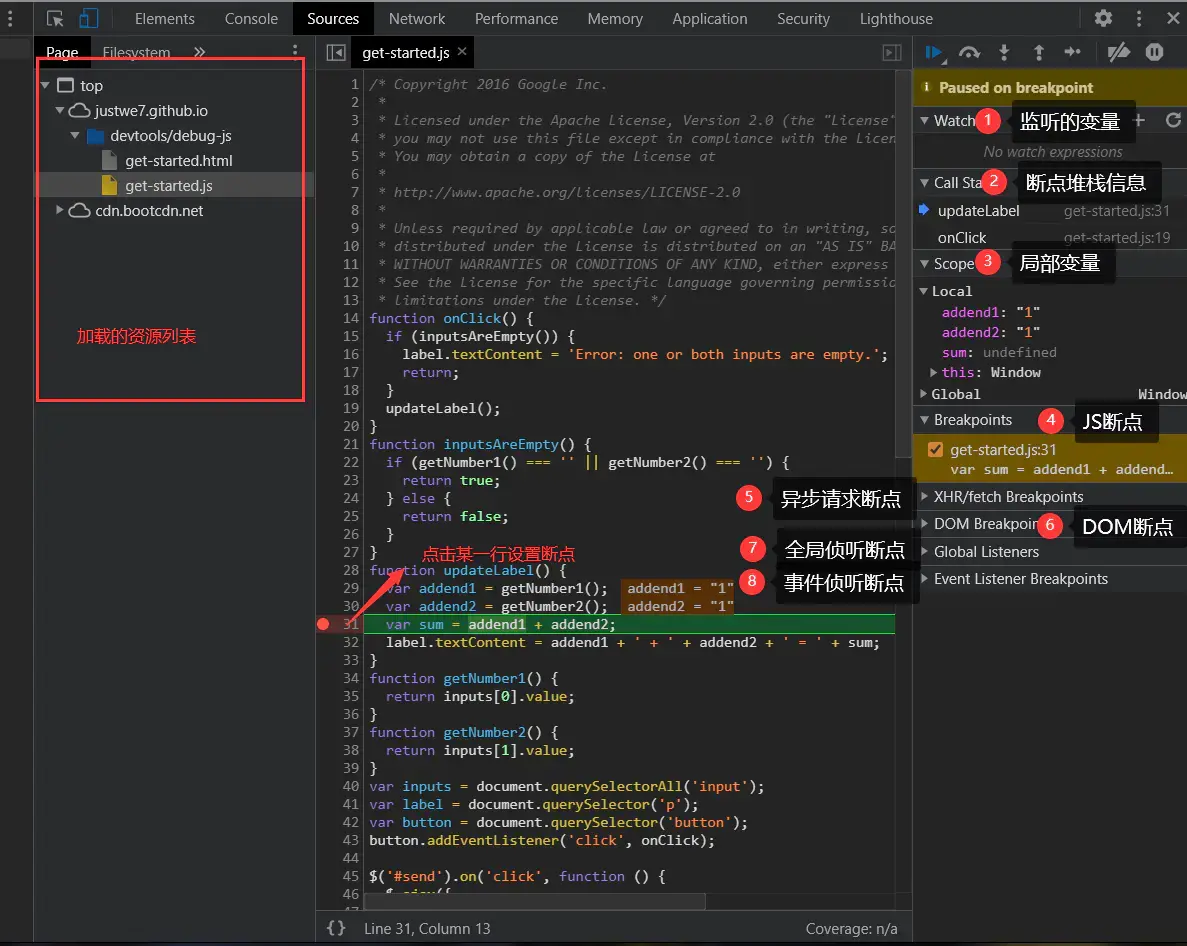 Elements Console Sources Network Performance Memory Application Security Lighthouse
Page Filesystem »
top
justwe7.github.io
devtools/debug-js
get-started.html
get-started.js
cdn.bootcdn.net
加载的资源列表
get-started.js ×
1 /* Copyright 2016 Google Inc.
2 *
3 * Licensed under the Apache License, Version 2.0 (the "License"
4 * you may not use this file except in compliance with the Licen
5 * You may obtain a copy of the License at
6 *
7 * http://www.apache.org/licenses/LICENSE-2.0
8 *
9 * Unless required by applicable law or agreed to in writing, so
10 * distributed under the License is distributed on an "AS IS" BA
11 * WITHOUT WARRANTIES OR CONDITIONS OF ANY KIND, either express
12 * See the License for the specific language governing permissio
13 * limitations under the License. */
14 function onClick() {
15 if (inputsAreEmpty()) {
16 label.textContent = 'Error: one or both inputs are empty.';
17 return;
18 }
19 updateLabel();
20 }
21 function inputsAreEmpty() {
22 if (getNumber1() === '' || getNumber2() === '') {
23 return true;
24 } else {
25 return false;
26 }
27 }
点击某一行设置断点
28 function updateLabel() {
29 var addend1 = getNumber1(); addend1 = "1"
30 var addend2 = getNumber2(); addend2 = "1"
31 var sum = addend1 + addend2;
32 label.textContent = addend1 + ' + ' + addend2 + ' = ' + sum;
33 }
34 function getNumber1() {
35 return inputs[0].value;
36 }
37 function getNumber2() {
38 return inputs[1].value;
39 }
40 var inputs = document.querySelectorAll('input');
41 var label = document.querySelector('p');
42 var button = document.querySelector('button');
43 button.addEventListener('click', onClick);
44
45 $('#send').on('click', function () {
46
{} Line 31, Column 13
Coverage: n/a
Paused on breakpoint
Watch 1 监听的变量
No watch expressions
Call Sta 2 断点堆栈信息
updateLabel get-started.js:31
onClick get-started.js:19
Scope 3 局部变量
Local
addend1: "1"
addend2: "1"
sum: undefined
this: Window
Global Window
Breakpoints 4 JS断点
get-started.js:31
var sum = addend1 + addend…
5 异步请求断点 XHR/fetch Breakpoints
DOM Breakpoin 6 DOM断点
7 全局侦听断点 Global Listeners
8 事件侦听断点 Event Listener Breakpoints